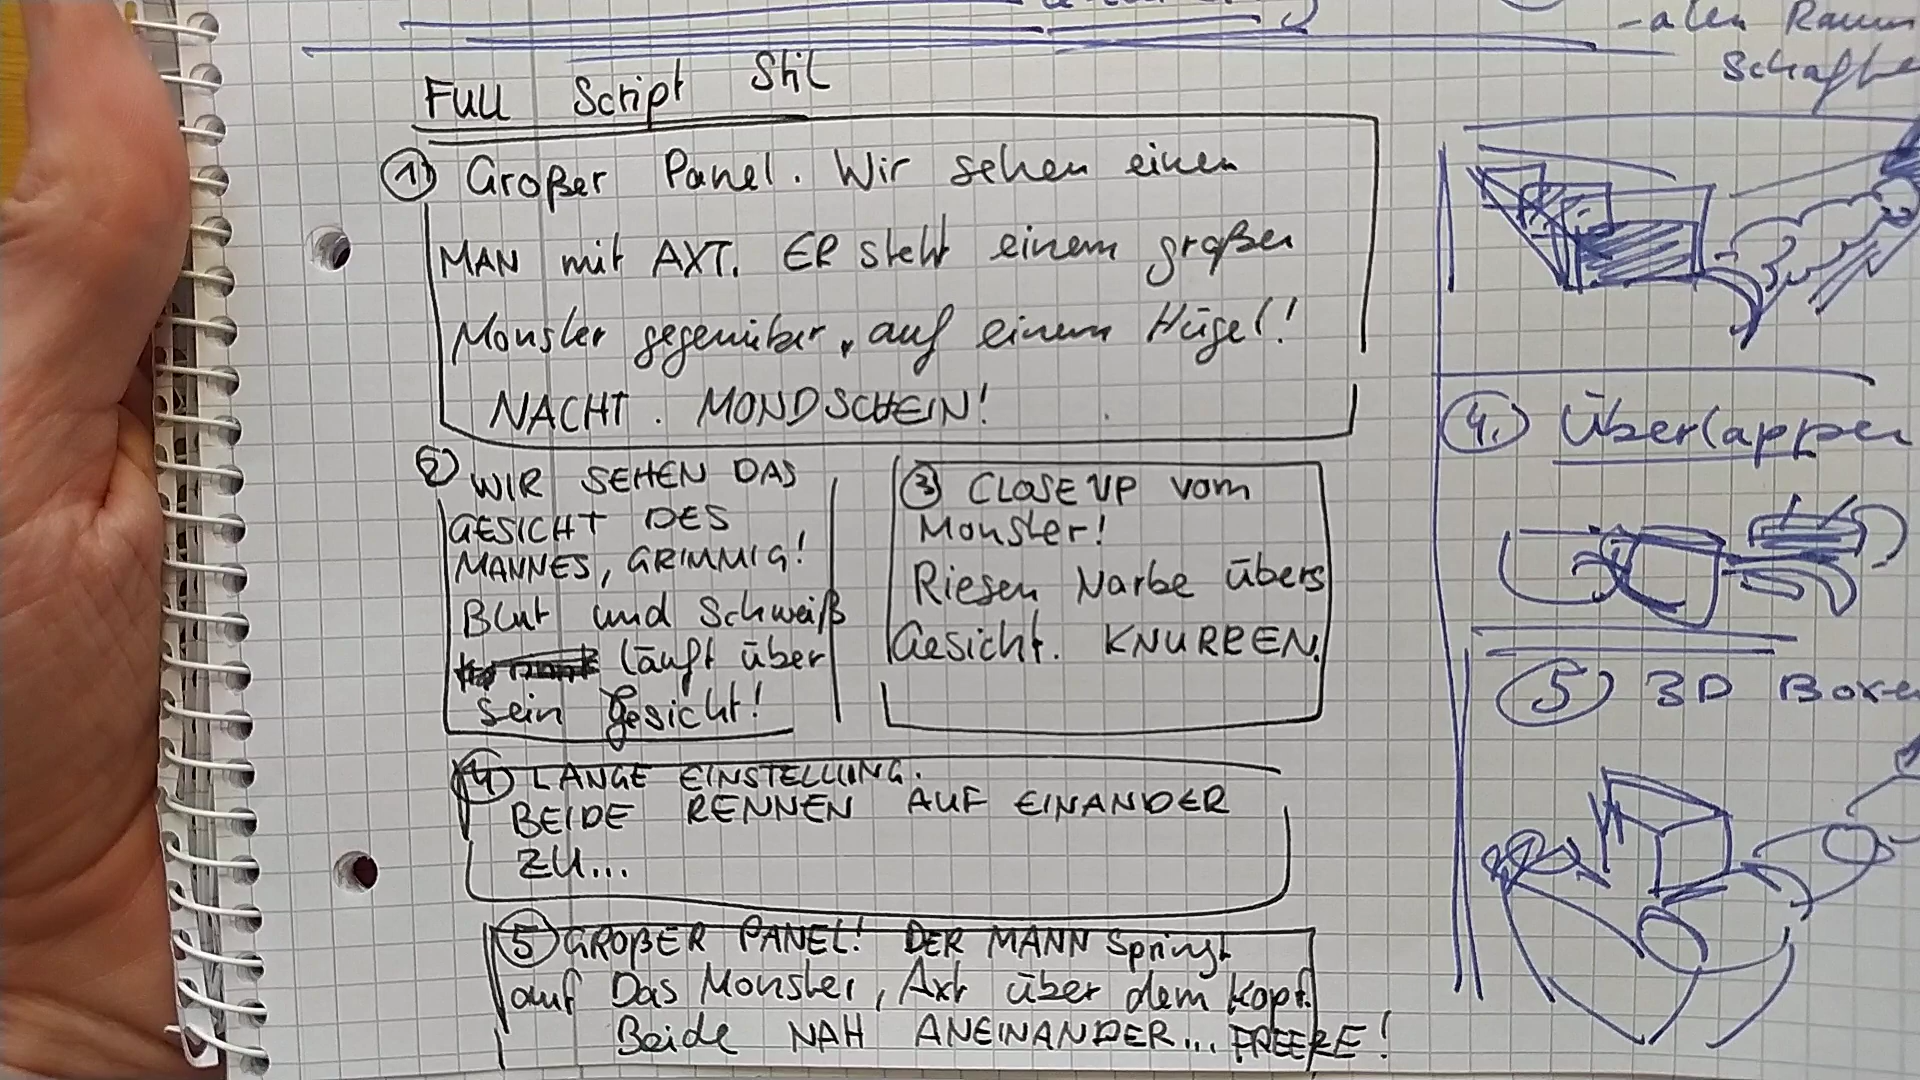 Full Script Stil
1) Großer Panel. Wir sehen einen
MAN mit AXT. ER steht einem großen
Monster gegenüber, auf einem Hügel!
NACHT. MONDSCHEIN!
2) WIR SEHEN DAS
GESICHT DES
MANNES, GRIMMIG!
Blut und Schweiß
läuft über
sein Gesicht!
3 CLOSE UP vom
Monster!
Riesen Narbe übers
Gesicht. KNURREN.
4) LANGE EINSTELLUNG.
BEIDE RENNEN AUF EINANDER
ZU...
5 GROßER PANEL! DER MANN springt
auf Das Monster, Axt über dem Kopf.
Beide NAH ANEINANDER... FREEZE!
Raum
4.) Überlappen
5) 3D Boxe